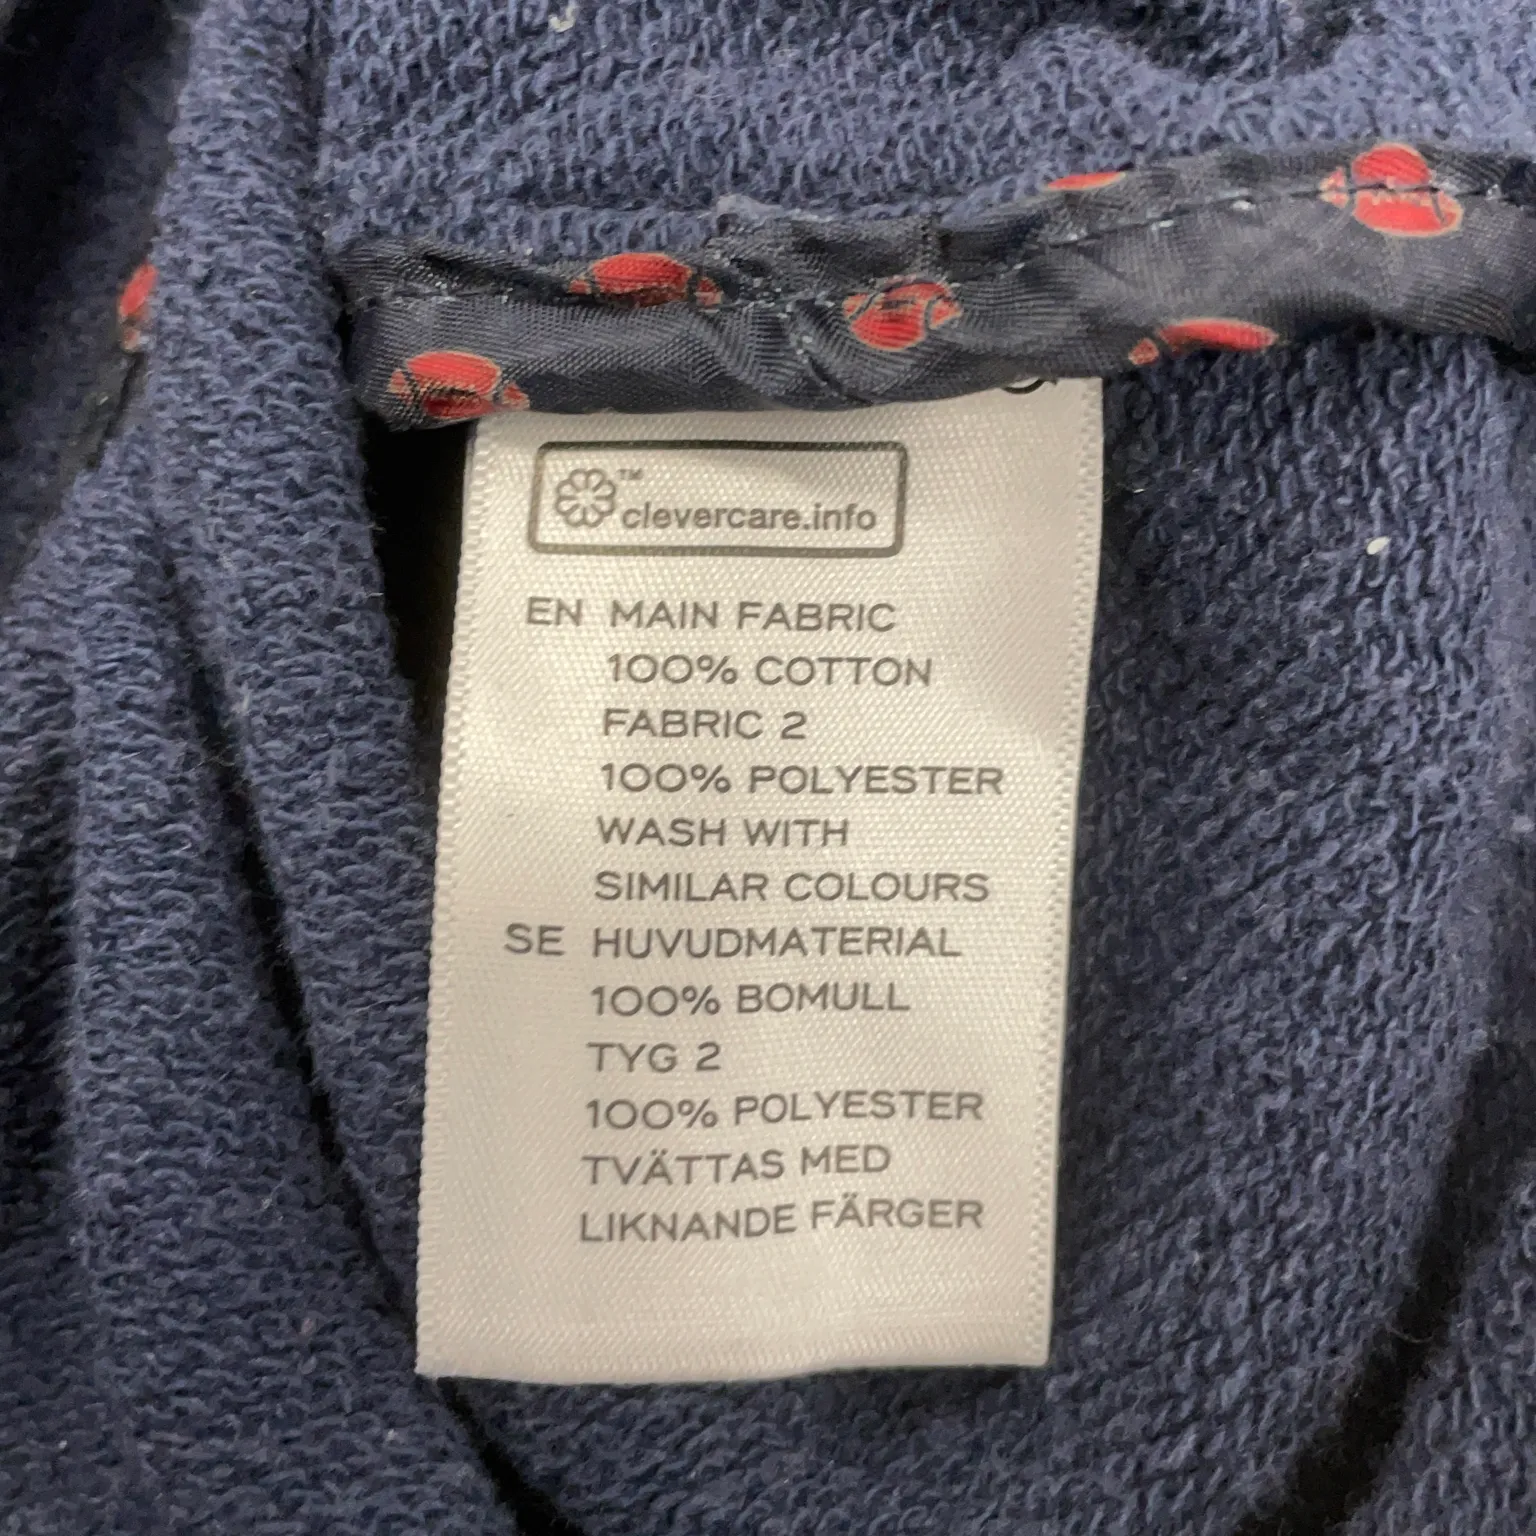 ™
clevercare.info
EN MAIN FABRIC
100% COTTON
FABRIC 2
100% POLYESTER
WASH WITH
SIMILAR COLOURS
SE HUVUDMATERIAL
100% BOMULL
TYG 2
100% POLYESTER
TVÄTTAS MED
LIKNANDE FÄRGER